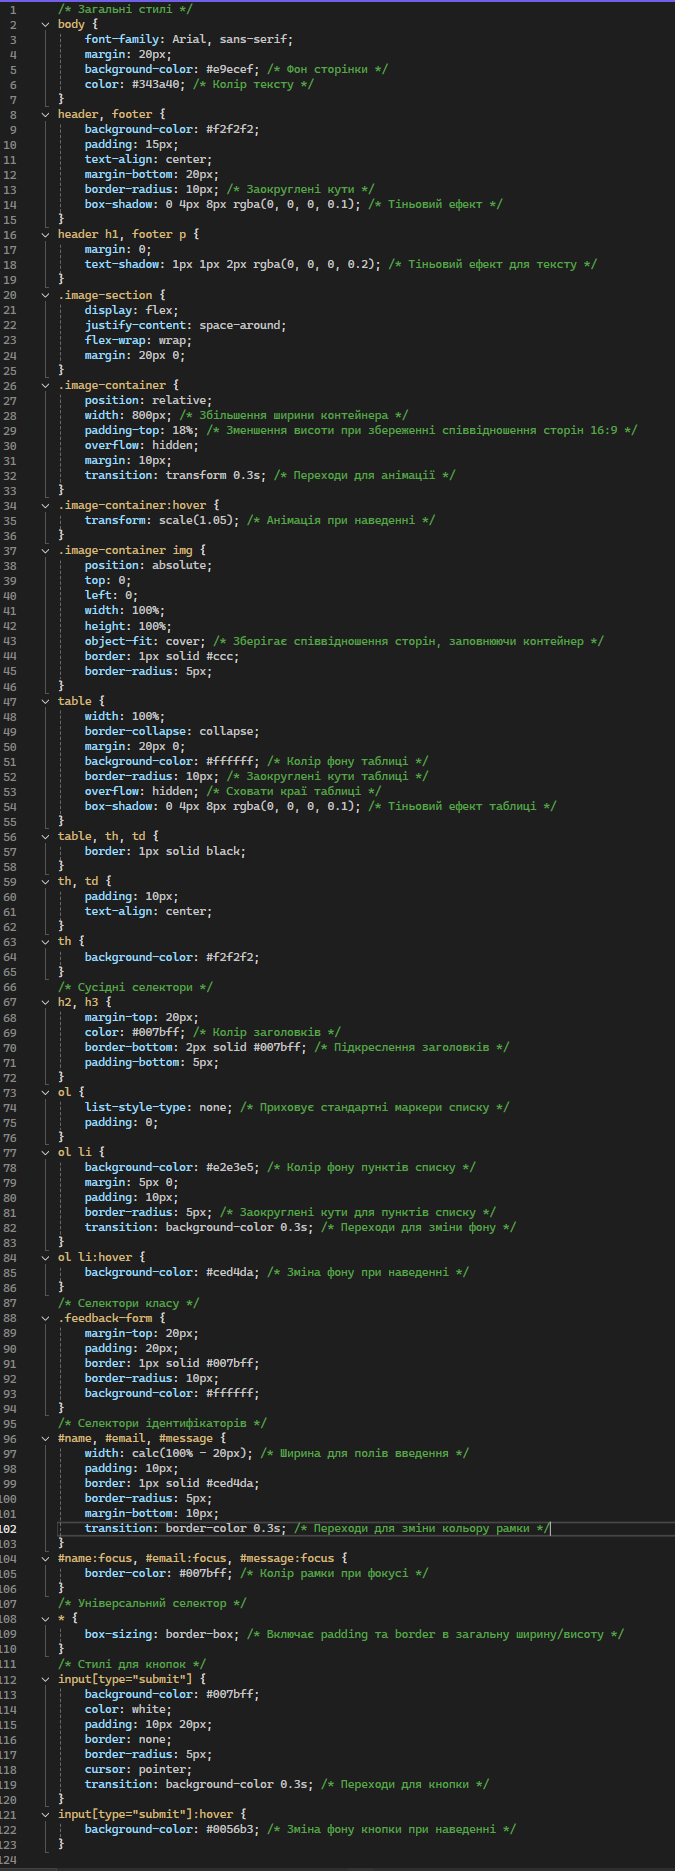 1 /* Загальні стилі */
2 body {
3 font-family: Arial, sans-serif;
4 margin: 20px;
5 background-color: #e9ecef; /* Фон сторінки */
6 color: #343a40; /* Колір тексту */
7 }
8 header, footer {
9 background-color: #f2f2f2;
10 padding: 15px;
11 text-align: center;
12 margin-bottom: 20px;
13 border-radius: 10px; /* Заокруглені кути */
14 box-shadow: 0 4px 8px rgba(0, 0, 0, 0.1); /* Тіньовий ефект */
15 }
16 header h1, footer p {
17 margin: 0;
18 text-shadow: 1px 1px 2px rgba(0, 0, 0, 0.2); /* Тіньовий ефект для тексту */
19 }
20 .image-section {
21 display: flex;
22 justify-content: space-around;
23 flex-wrap: wrap;
24 margin: 20px 0;
25 }
26 .image-container {
27 position: relative;
28 width: 800px; /* Збільшення ширини контейнера */
29 padding-top: 18%; /* Зменшення висоти при збереженні співвідношення сторін 16:9 */
30 overflow: hidden;
31 margin: 10px;
32 transition: transform 0.3s; /* Переходи для анімації */
33 }
34 .image-container:hover {
35 transform: scale(1.05); /* Анімація при наведенні */
36 }
37 .image-container img {
38 position: absolute;
39 top: 0;
40 left: 0;
41 width: 100%;
42 height: 100%;
43 object-fit: cover; /* Зберігає співвідношення сторін, заповнюючи контейнер */
44 border: 1px solid #ccc;
45 border-radius: 5px;
46 }
47 table {
48 width: 100%;
49 border-collapse: collapse;
50 margin: 20px 0;
51 background-color: #ffffff; /* Колір фону таблиці */
52 border-radius: 10px; /* Заокруглені кути таблиці */
53 overflow: hidden; /* Сховати краї таблиці */
54 box-shadow: 0 4px 8px rgba(0, 0, 0, 0.1); /* Тіньовий ефект таблиці */
55 }
56 table, th, td {
57 border: 1px solid black;
58 }
59 th, td {
60 padding: 10px;
61 text-align: center;
62 }
63 th {
64 background-color: #f2f2f2;
65 }
66 /* Сусідні селектори */
67 h2, h3 {
68 margin-top: 20px;
69 color: #007bff; /* Колір заголовків */
70 border-bottom: 2px solid #007bff; /* Підкреслення заголовків */
71 padding-bottom: 5px;
72 }
73 ol {
74 list-style-type: none; /* Приховує стандартні маркери списку */
75 padding: 0;
76 }
77 ol li {
78 background-color: #e2e3e5; /* Колір фону пунктів списку */
79 margin: 5px 0;
80 padding: 10px;
81 border-radius: 5px; /* Заокруглені кути для пунктів списку */
82 transition: background-color 0.3s; /* Переходи для зміни фону */
83 }
84 ol li:hover {
85 background-color: #ced4da; /* Зміна фону при наведенні */
86 }
87 /* Селектори класу */
88 .feedback-form {
89 margin-top: 20px;
90 padding: 20px;
91 border: 1px solid #007bff;
92 border-radius: 10px;
93 background-color: #ffffff;
94 }
95 /* Селектори ідентифікаторів */
96 #name, #email, #message {
97 width: calc(100% - 20px); /* Ширина для полів введення */
98 padding: 10px;
99 border: 1px solid #ced4da;
100 border-radius: 5px;
101 margin-bottom: 10px;
102 transition: border-color 0.3s; /* Переходи для зміни кольору рамки */
103 }
104 #name:focus, #email:focus, #message:focus {
105 border-color: #007bff; /* Колір рамки при фокусі */
106 }
107 /* Універсальний селектор */
108 * {
109 box-sizing: border-box; /* Включає padding та border в загальну ширину/висоту */
110 }
111 /* Стилі для кнопок */
112 input[type="submit"] {
113 background-color: #007bff;
114 color: white;
115 padding: 10px 20px;
116 border: none;
117 border-radius: 5px;
118 cursor: pointer;
119 transition: background-color 0.3s; /* Переходи для кнопки */
120 }
121 input[type="submit"]:hover {
122 background-color: #0056b3; /* Зміна фону кнопки при наведенні */
123 }
124